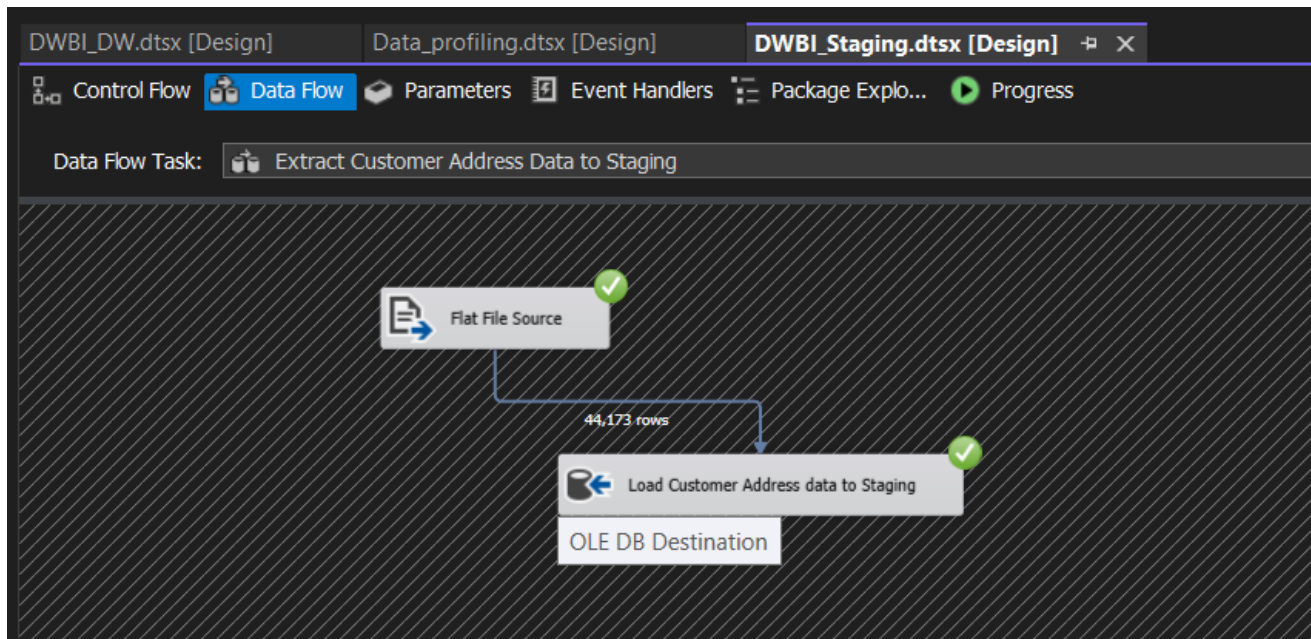 DWBI_DW.dtsx [Design] Data_profiling.dtsx [Design] DWBI_Staging.dtsx [Design]
Control Flow Data Flow Parameters Event Handlers Package Explo... Progress
Data Flow Task: Extract Customer Address Data to Staging
Flat File Source
44,173 rows
Load Customer Address data to Staging
OLE DB Destination